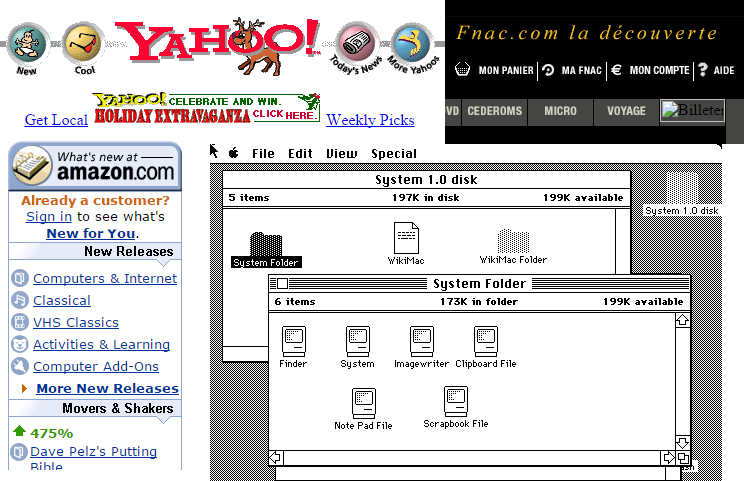 YAHOO!
New
Cool
Today's News
More Yahoos
Get Local
YAHOO! CELEBRATE AND WIN.
HOLIDAY EXTRAVAGANZA CLICK HERE.
Weekly Picks
Fnac.com la découverte
MON PANIER
MA FNAC
€ MON COMPTE
? AIDE
VD
CEDEROMS
MICRO
VOYAGE
Billeter
What's new at
amazon.com
Already a customer?
Sign in to see what's
New for You.
New Releases
Computers & Internet
Classical
VHS Classics
Activities & Learning
Computer Add-Ons
More New Releases
Movers & Shakers
475%
Dave Pelz's Putting
Bible
File Edit View Special
System 1.0 disk
5 items 197K in disk 199K available
System Folder
WikiMac
WikiMac Folder
System 1.0 disk
System Folder
6 items 173K in folder 199K available
Finder
System
Imagewriter
Clipboard File
Note Pad File
Scrapbook File